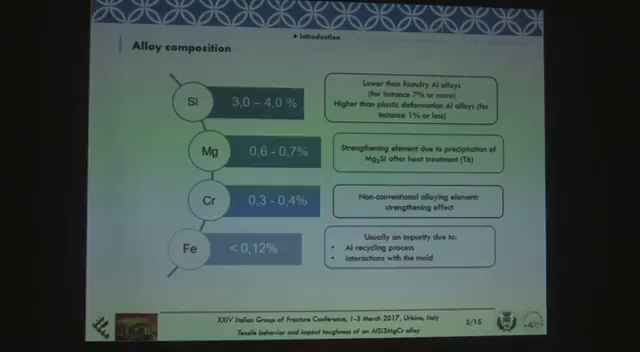 Introduction
Alloy composition
Si
3,0 – 4,0 %
Lower than foundry Al alloys
(for instance 7% or more)
Higher than plastic deformation Al alloys (for
instance 1% or less)
Mg
0,6 - 0,7%
Strengthening element due to precipitation of
Mg₂Si after heat treatment (T6)
Cr
0,3 - 0,4%
Non-conventional alloying element:
strengthening effect
Fe
< 0,12%
Usually an impurity due to:
• Al recycling process
• Interactions with the mold
XXIV Italian Group of Fracture Conference, 1-3 March 2017, Urbino, Italy
2/15
Tensile behavior and impact toughness of an AlSi3MgCr alloy